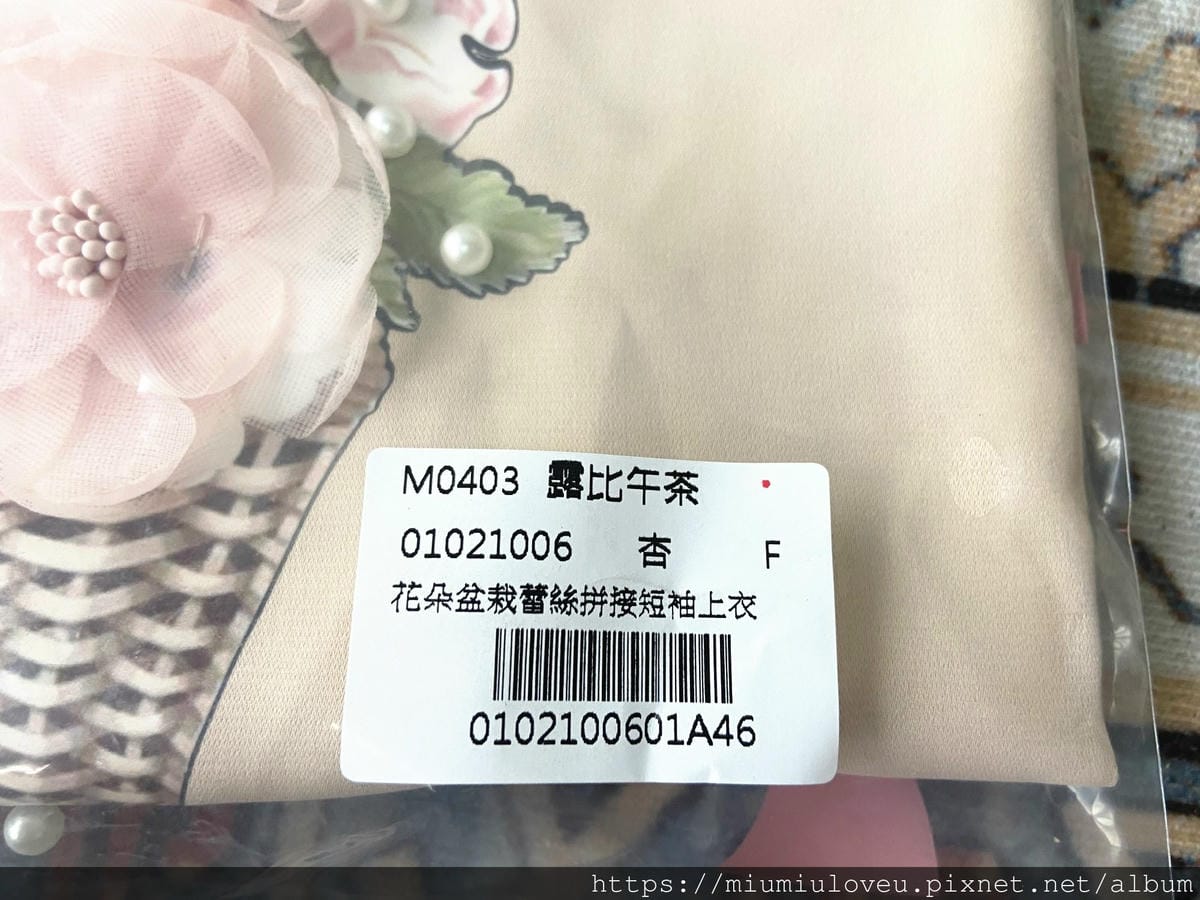 M0403 露比午茶
01021006 杏 F
花朵盆栽蕾絲拼接短袖上衣
0102100601A46
https://miumiuloveu.pixnet.net/album